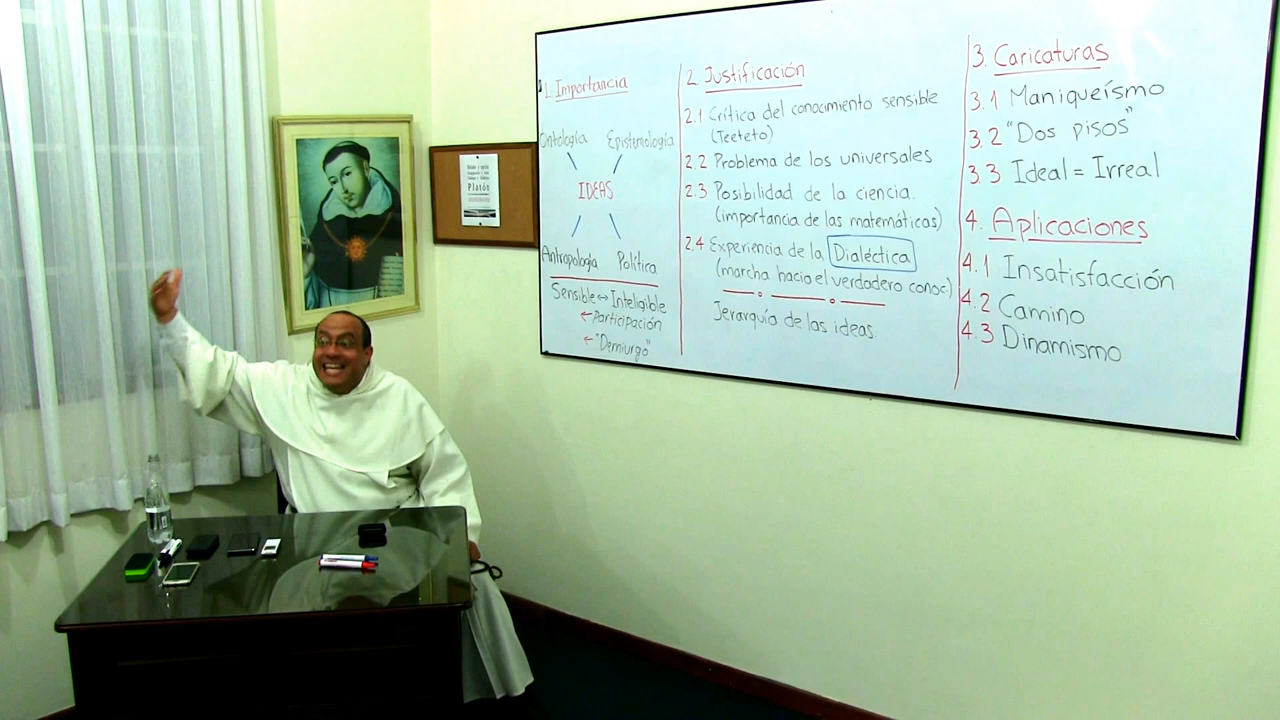 Platón
1. Importancia
Ontología Epistemología
IDEAS
Antropología Política
Sensible ↔ Inteligible
← Participación
← "Demiurgo"
2. Justificación
2.1 Crítica del conocimiento sensible
(Teeteto)
2.2 Problema de los universales
2.3 Posibilidad de la ciencia.
(importancia de las matemáticas)
2.4 Experiencia de la Dialéctica
(marcha hacia el verdadero conoc)
Jerarquía de las ideas.
3. Caricaturas
3.1 Maniqueísmo
3.2 "Dos pisos"
3.3 Ideal = Irreal
4. Aplicaciones
4.1 Insatisfacción
4.2 Camino
4.3 Dinamismo